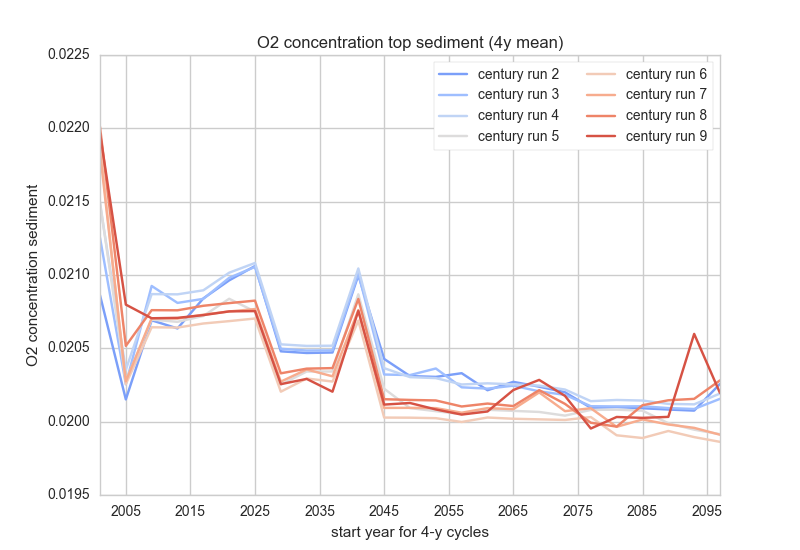 O2 concentration top sediment (4y mean)
O2 concentration sediment
0.0225
0.0220
0.0215
0.0210
0.0205
0.0200
0.0195
century run 2
century run 3
century run 4
century run 5
century run 6
century run 7
century run 8
century run 9
2005 2015 2025 2035 2045 2055 2065 2075 2085 2095
start year for 4-y cycles